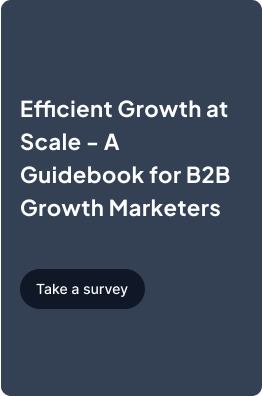 Efficient Growth at
Scale – A
Guidebook for B2B
Growth Marketers
Take a survey